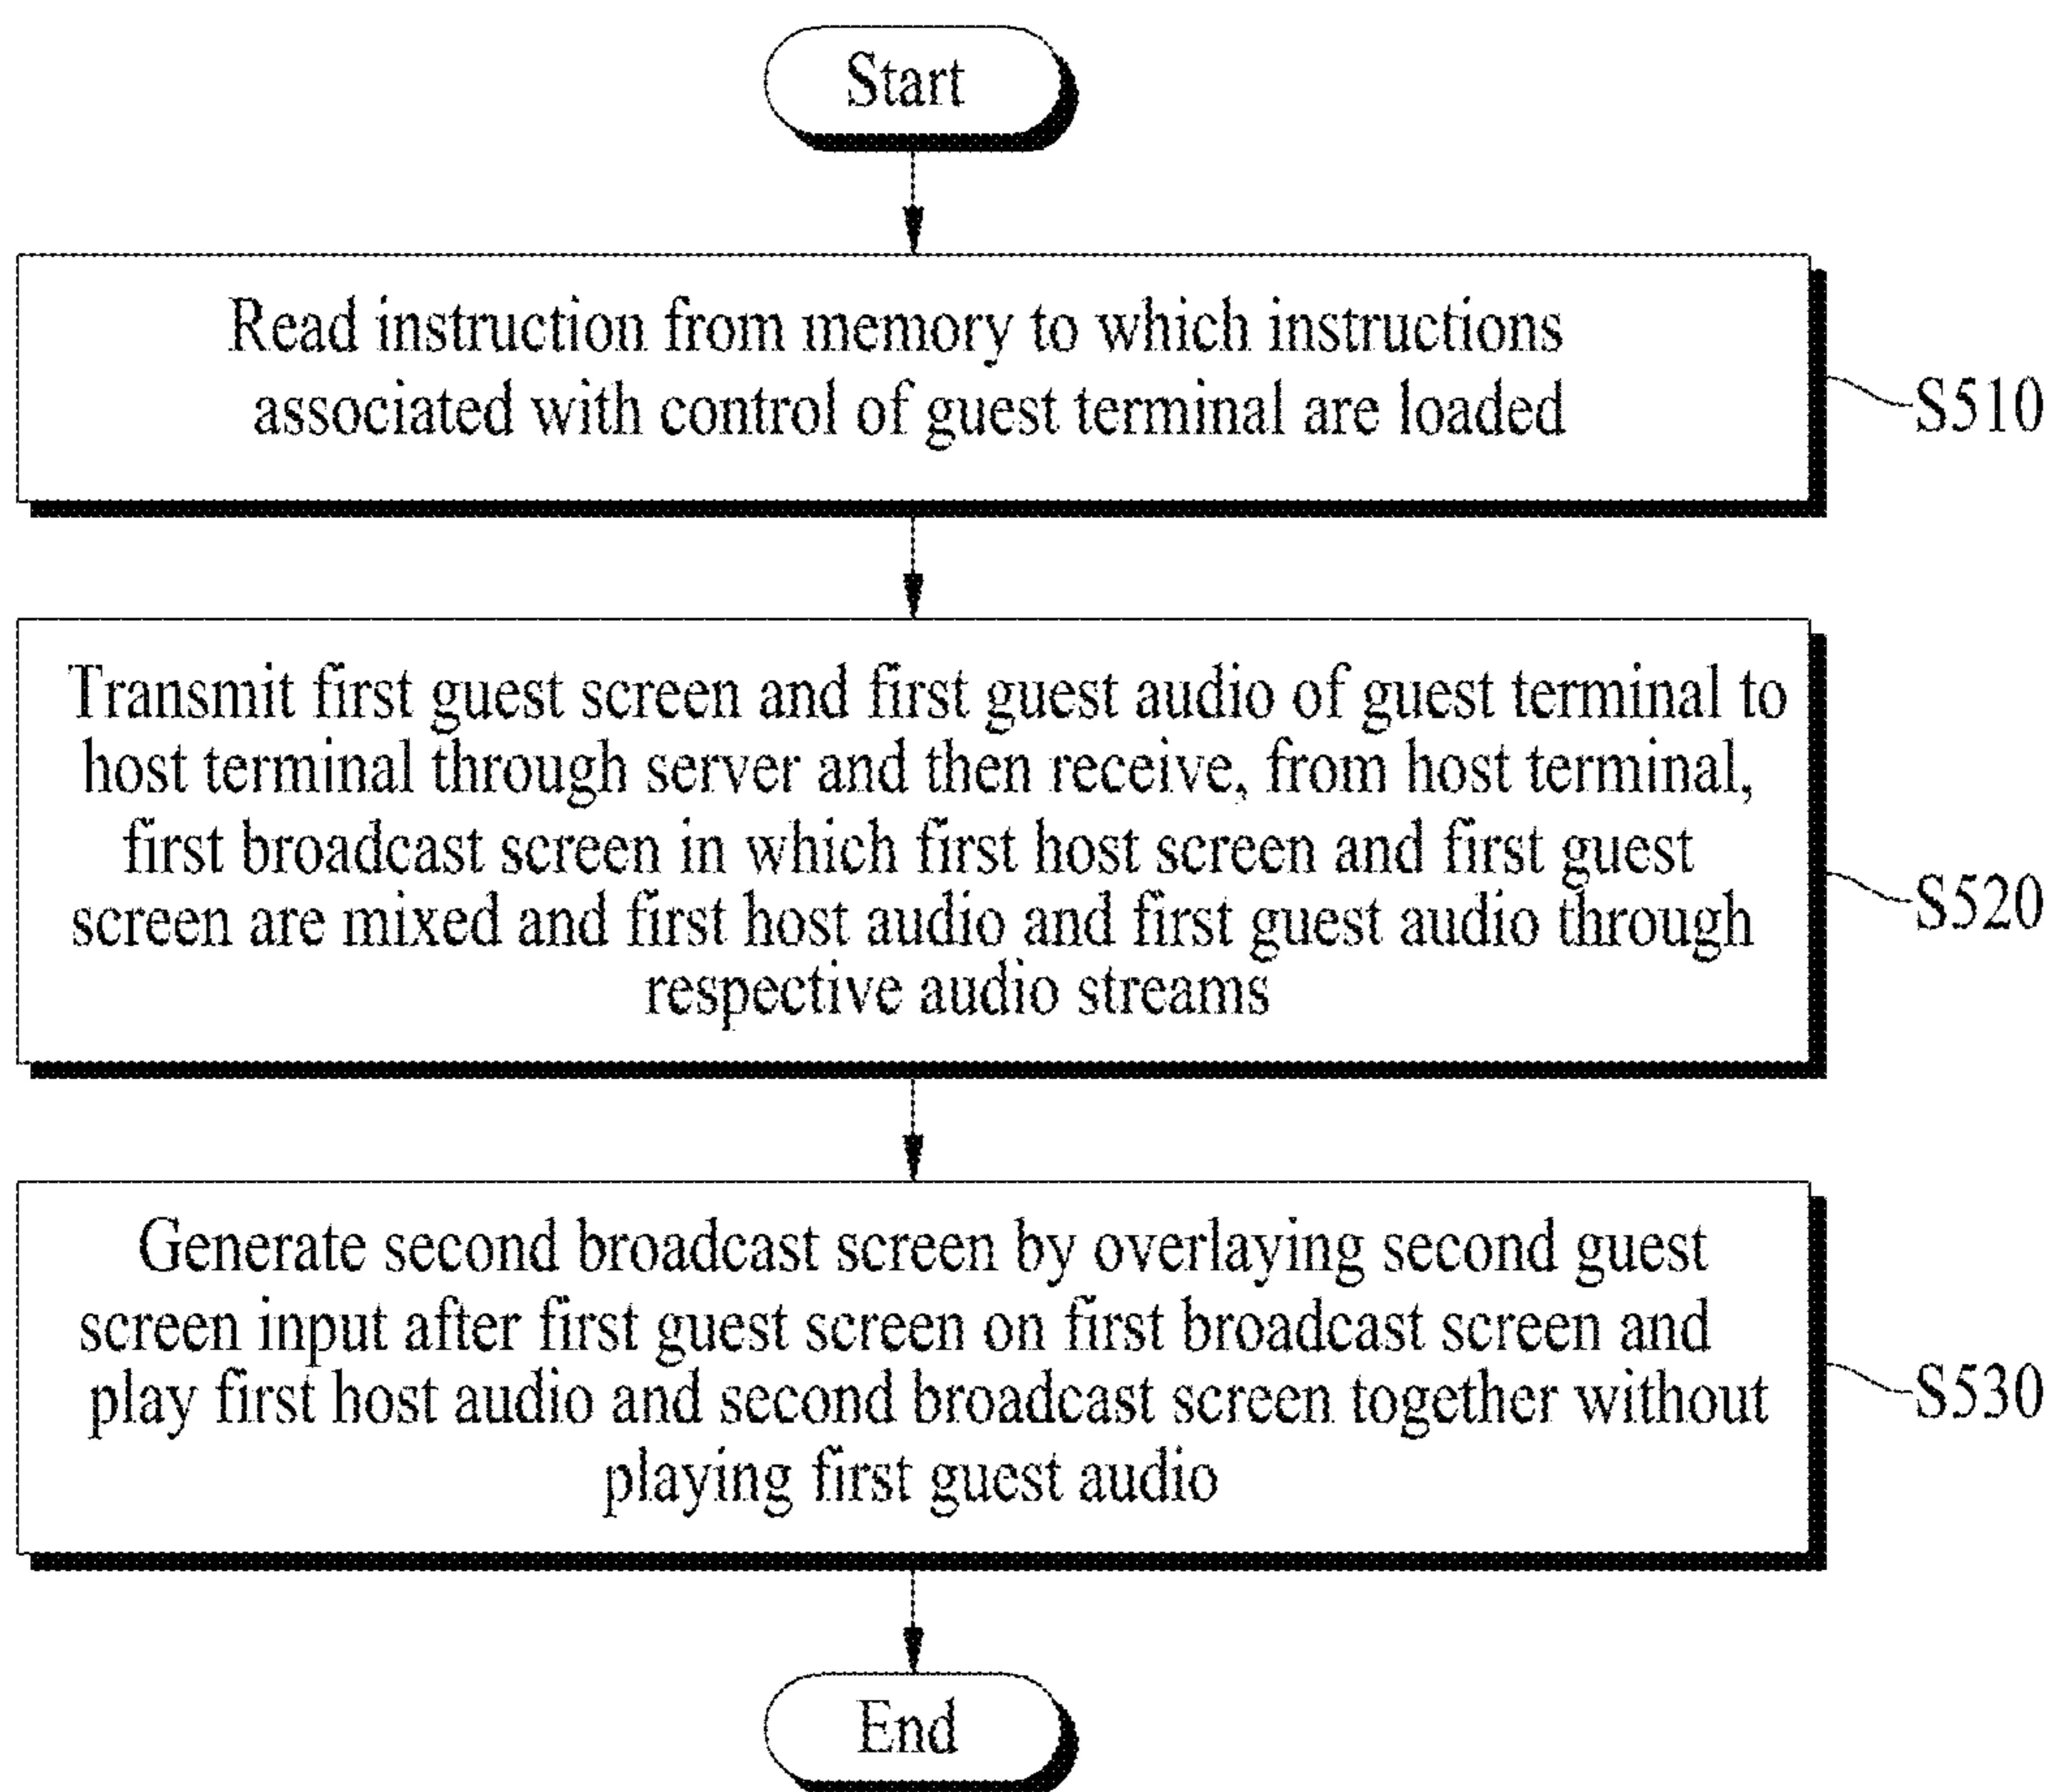 Start
Read instruction from memory to which instructions
associated with control of guest terminal are loaded
S510
Transmit first guest screen and first guest audio of guest terminal to
host terminal through server and then receive, from host terminal,
first broadcast screen in which first host screen and first guest
screen are mixed and first host audio and first guest audio through
respective audio streams
S520
Generate second broadcast screen by overlaying second guest
screen input after first guest screen on first broadcast screen and
play first host audio and second broadcast screen together without
playing first guest audio
S530
End